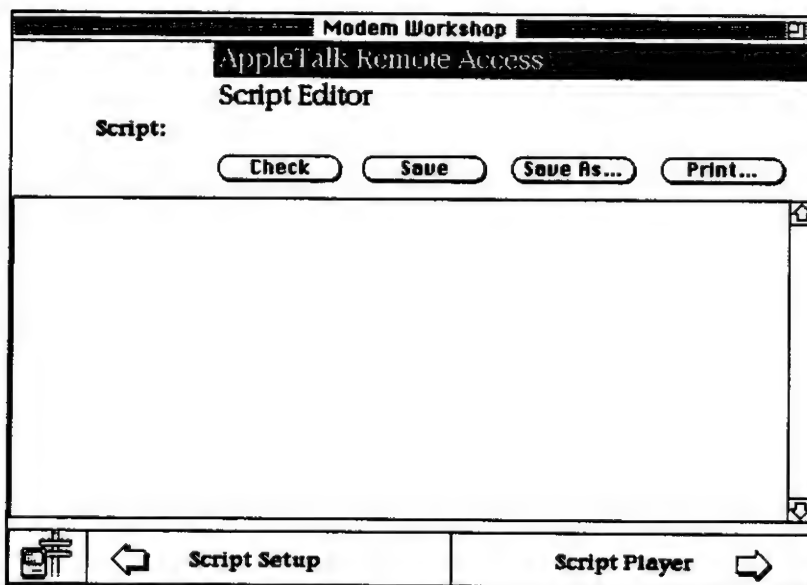 Modem Workshop
AppleTalk Remote Access
Script Editor
Script:
Check Save Save As... Print...
Script Setup Script Player